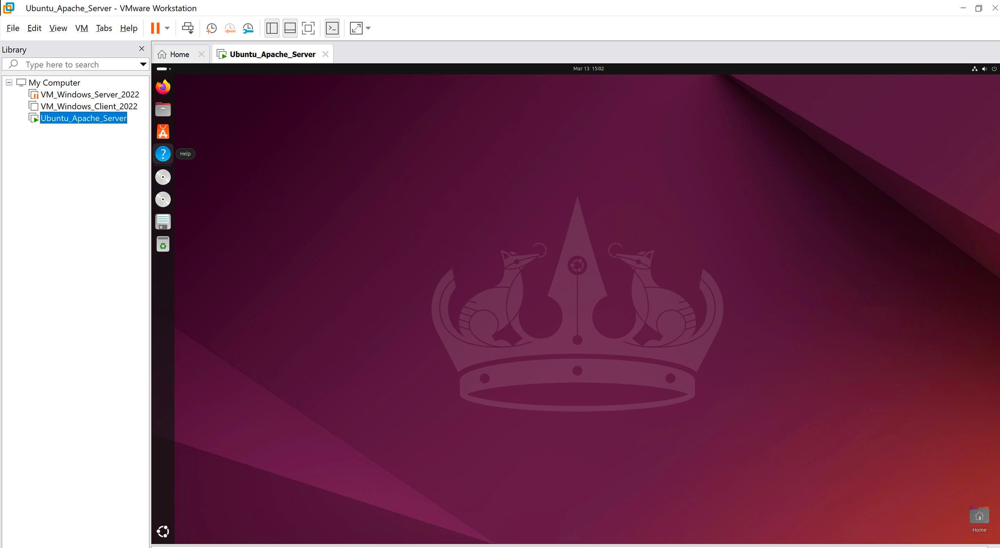 Ubuntu_Apache_Server - VMware Workstation
File Edit View VM Tabs Help
Library
Type here to search
My Computer
VM_Windows_Server_2022
VM_Windows_Client_2022
Ubuntu_Apache_Server
Home
Ubuntu_Apache_Server
Mar 13 15:02
Help
Home